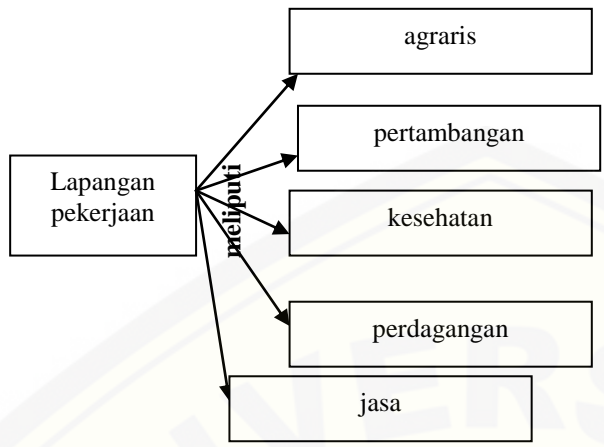 agraris
pertambangan
Lapangan
pekerjaan
meliputi
kesehatan
perdagangan
jasa